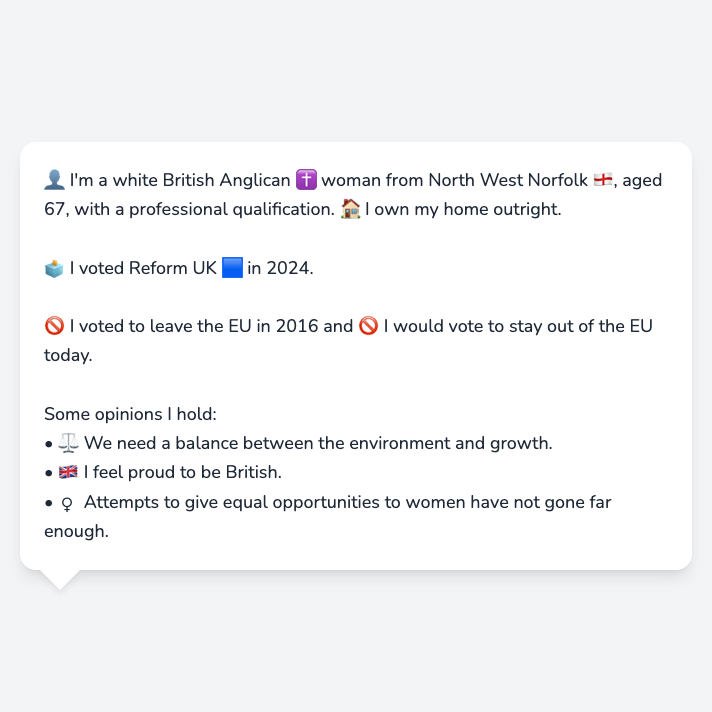 👤 I'm a white British Anglican ✝️ woman from North West Norfolk 🏴󠁧󠁢󠁥󠁮󠁧󠁿, aged
67, with a professional qualification. 🏠 I own my home outright.
🗳️ I voted Reform UK 🟦 in 2024.
🚫 I voted to leave the EU in 2016 and 🚫 I would vote to stay out of the EU
today.
Some opinions I hold:
• ⚖️ We need a balance between the environment and growth.
• 🇬🇧 I feel proud to be British.
• ♀ Attempts to give equal opportunities to women have not gone far
enough.